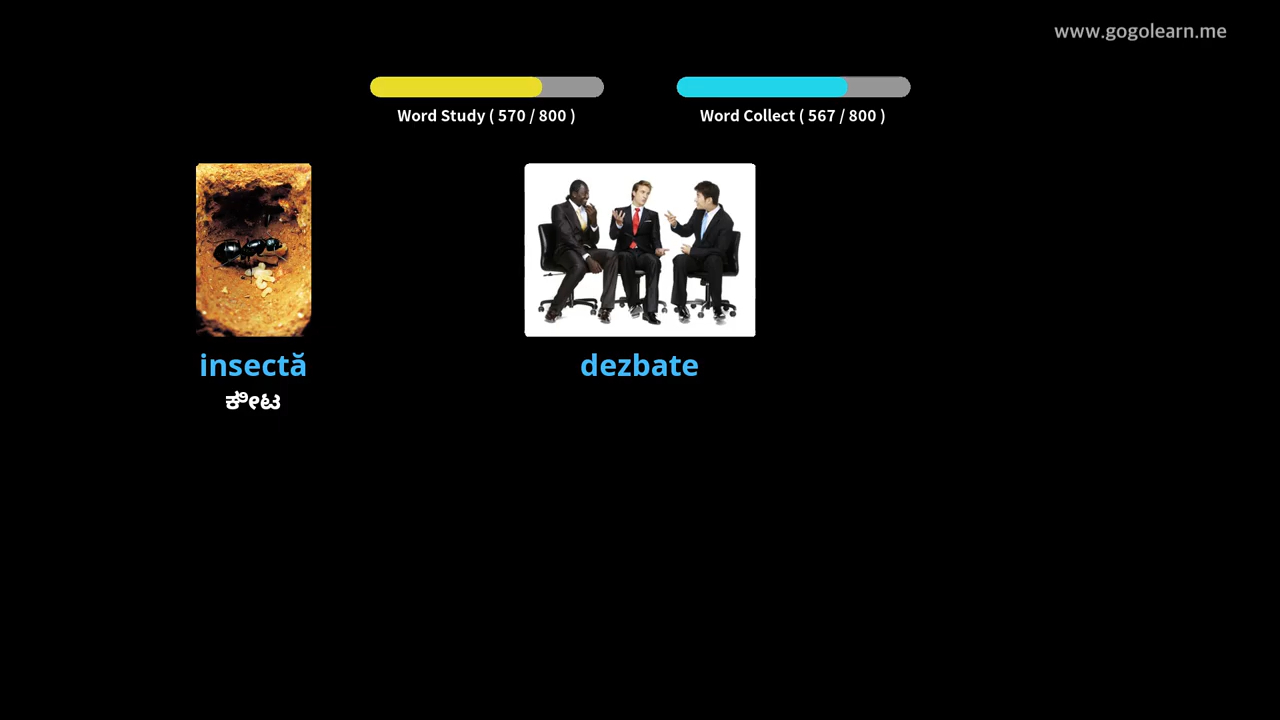 www.gogolearn.me
Word Study ( 570 / 800 )
Word Collect ( 567 / 800 )
insectă
ಕೀಟ
dezbate